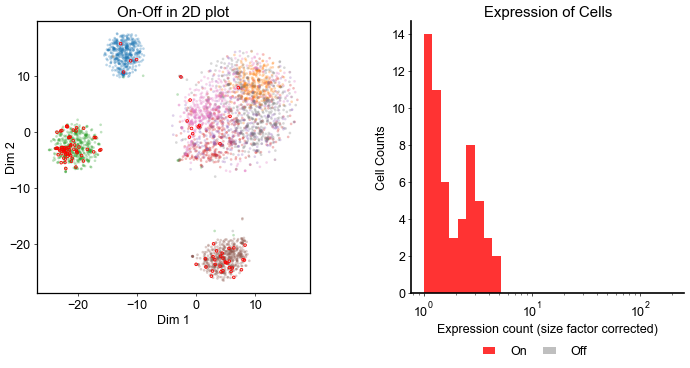 On-Off in 2D plot
Dim 2
10
0
−10
−20
−20
−10
0
10
Dim 1
Expression of Cells
Cell Counts
14
12
10
8
6
4
2
0
10^0
10^1
10^2
Expression count (size factor corrected)
On
Off